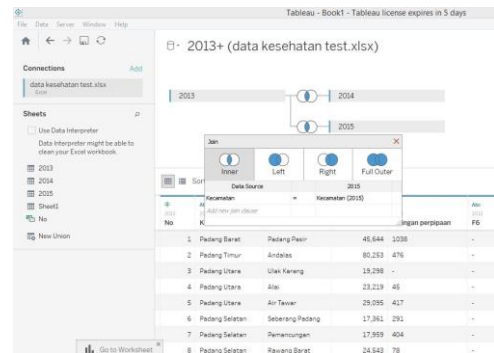 Tableau - Book1 - Tableau license expires in 5 days
File Data Server Window Help
2013+ (data kesehatan test.xlsx)
Connections Add
data kesehatan test.xlsx
Excel
2013 2014
2015
Sheets
Use Data Interpreter
Data Interpreter might be able to
clean your Excel workbook.
2013
2014
2015
Sheet1
No
New Union
Join
Inner Left Right Full Outer
Data Source 2015
Kecamatan = Kecamatan (2015)
Add new join clause
Sor
Abc
No K ingan perpipaan F6
1 Padang Barat Padang Pasir 45,644 1038 -
2 Padang Timur Andalas 80,253 476 -
3 Padang Utara Ulak Karang 19,298 - -
4 Padang Utara Alai 23,219 45 -
5 Padang Utara Air Tawar 29,095 417 -
6 Padang Selatan Seberang Padang 17,361 291 -
7 Padang Selatan Pemancungan 17,959 404 -
8 Padang Selatan Rawang Barat 24,543 78 -
Go to Worksheet